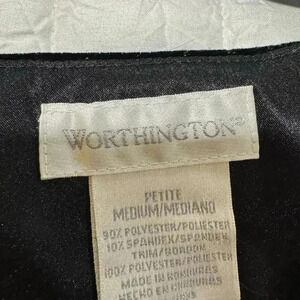 WORTHINGTON®
PETITE
MEDIUM/MEDIANO
90% POLYESTER/POLIESTER
10% SPANDEX/SPANDEX
TRIM/BORDON
100% POLYESTER/POLIESTER
MADE IN HONDURAS
HECHO EN HONDURAS